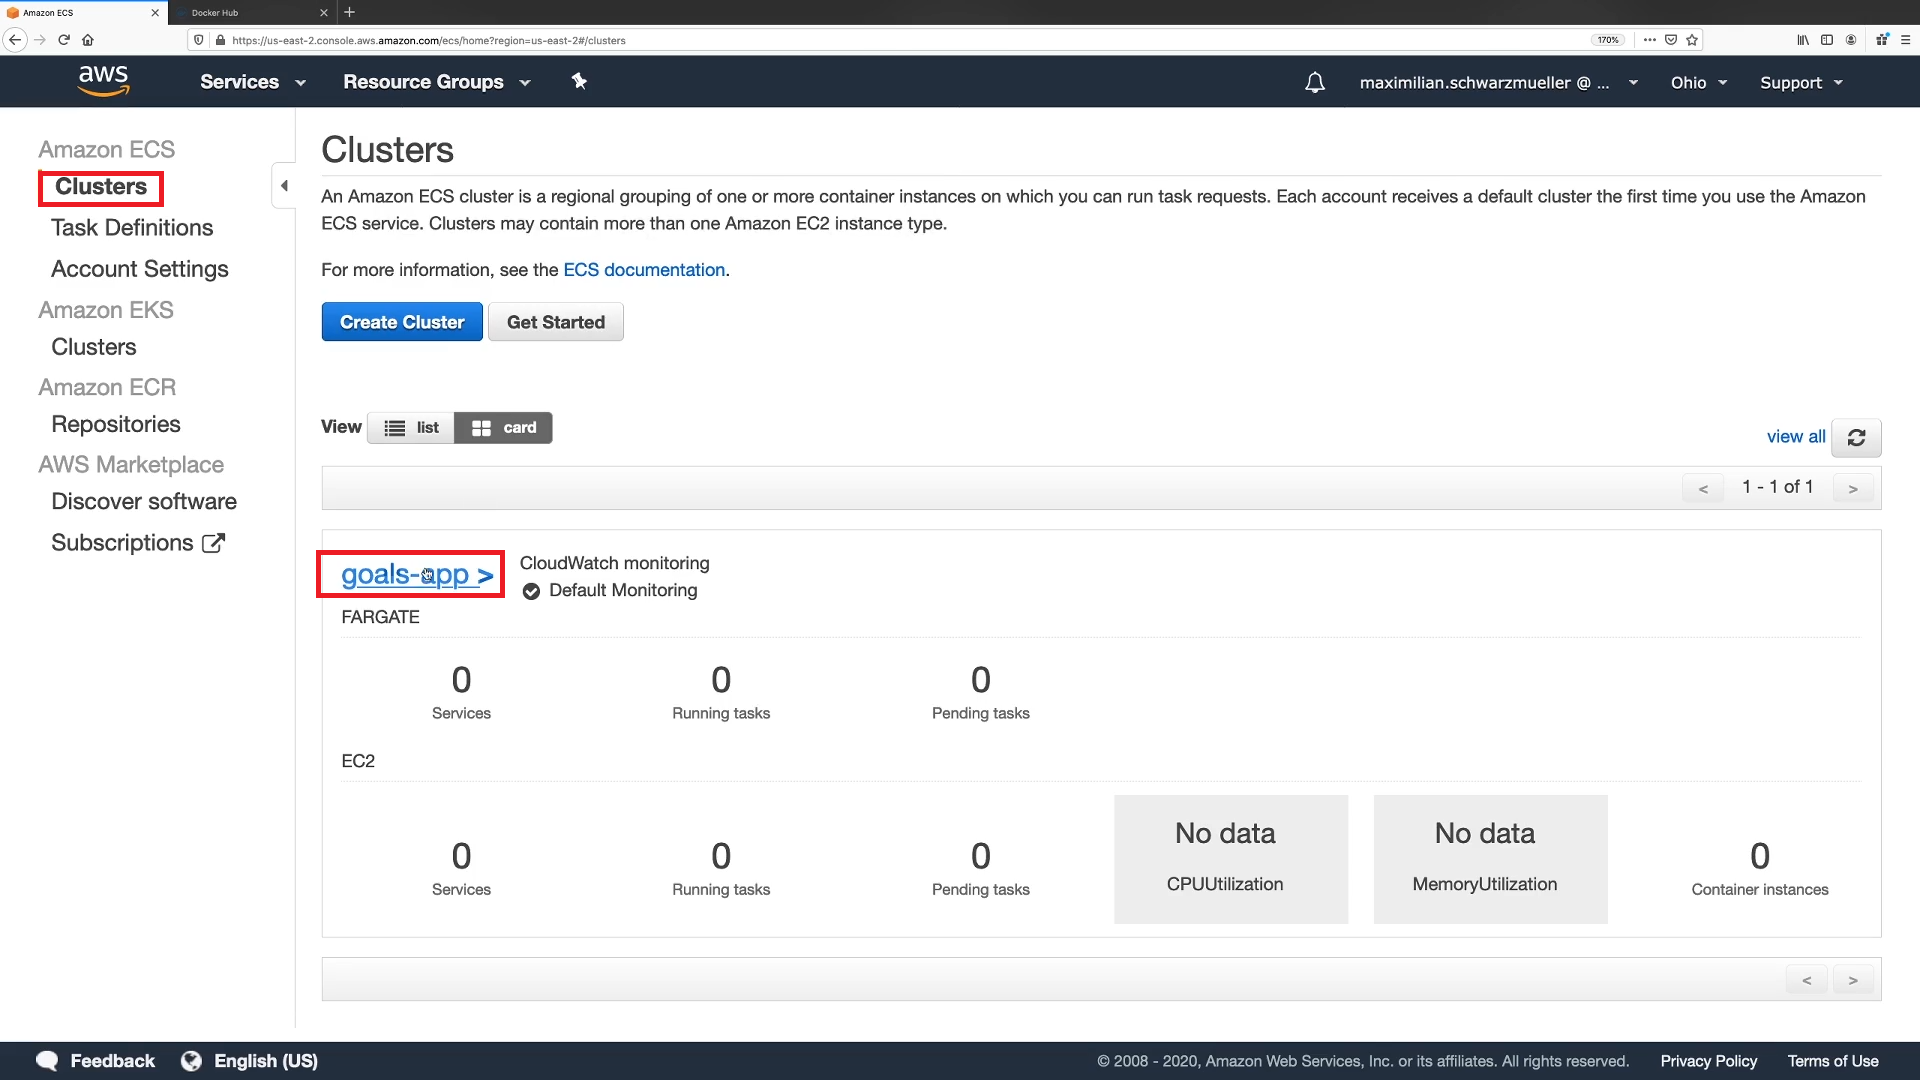 Amazon ECS
Docker Hub
https://us-east-2.console.aws.amazon.com/ecs/home?region=us-east-2#/clusters
170%
aws
Services
Resource Groups
maximilian.schwarzmueller @ ...
Ohio
Support
Amazon ECS
Clusters
Task Definitions
Account Settings
Amazon EKS
Clusters
Amazon ECR
Repositories
AWS Marketplace
Discover software
Subscriptions
Clusters
An Amazon ECS cluster is a regional grouping of one or more container instances on which you can run task requests. Each account receives a default cluster the first time you use the Amazon
ECS service. Clusters may contain more than one Amazon EC2 instance type.
For more information, see the ECS documentation.
Create Cluster
Get Started
View
list
card
view all
<
1 - 1 of 1
>
goals-app >
CloudWatch monitoring
Default Monitoring
FARGATE
0
Services
0
Running tasks
0
Pending tasks
EC2
0
Services
0
Running tasks
0
Pending tasks
No data
CPUUtilization
No data
MemoryUtilization
0
Container instances
<
>
Feedback
English (US)
© 2008 - 2020, Amazon Web Services, Inc. or its affiliates. All rights reserved.
Privacy Policy
Terms of Use